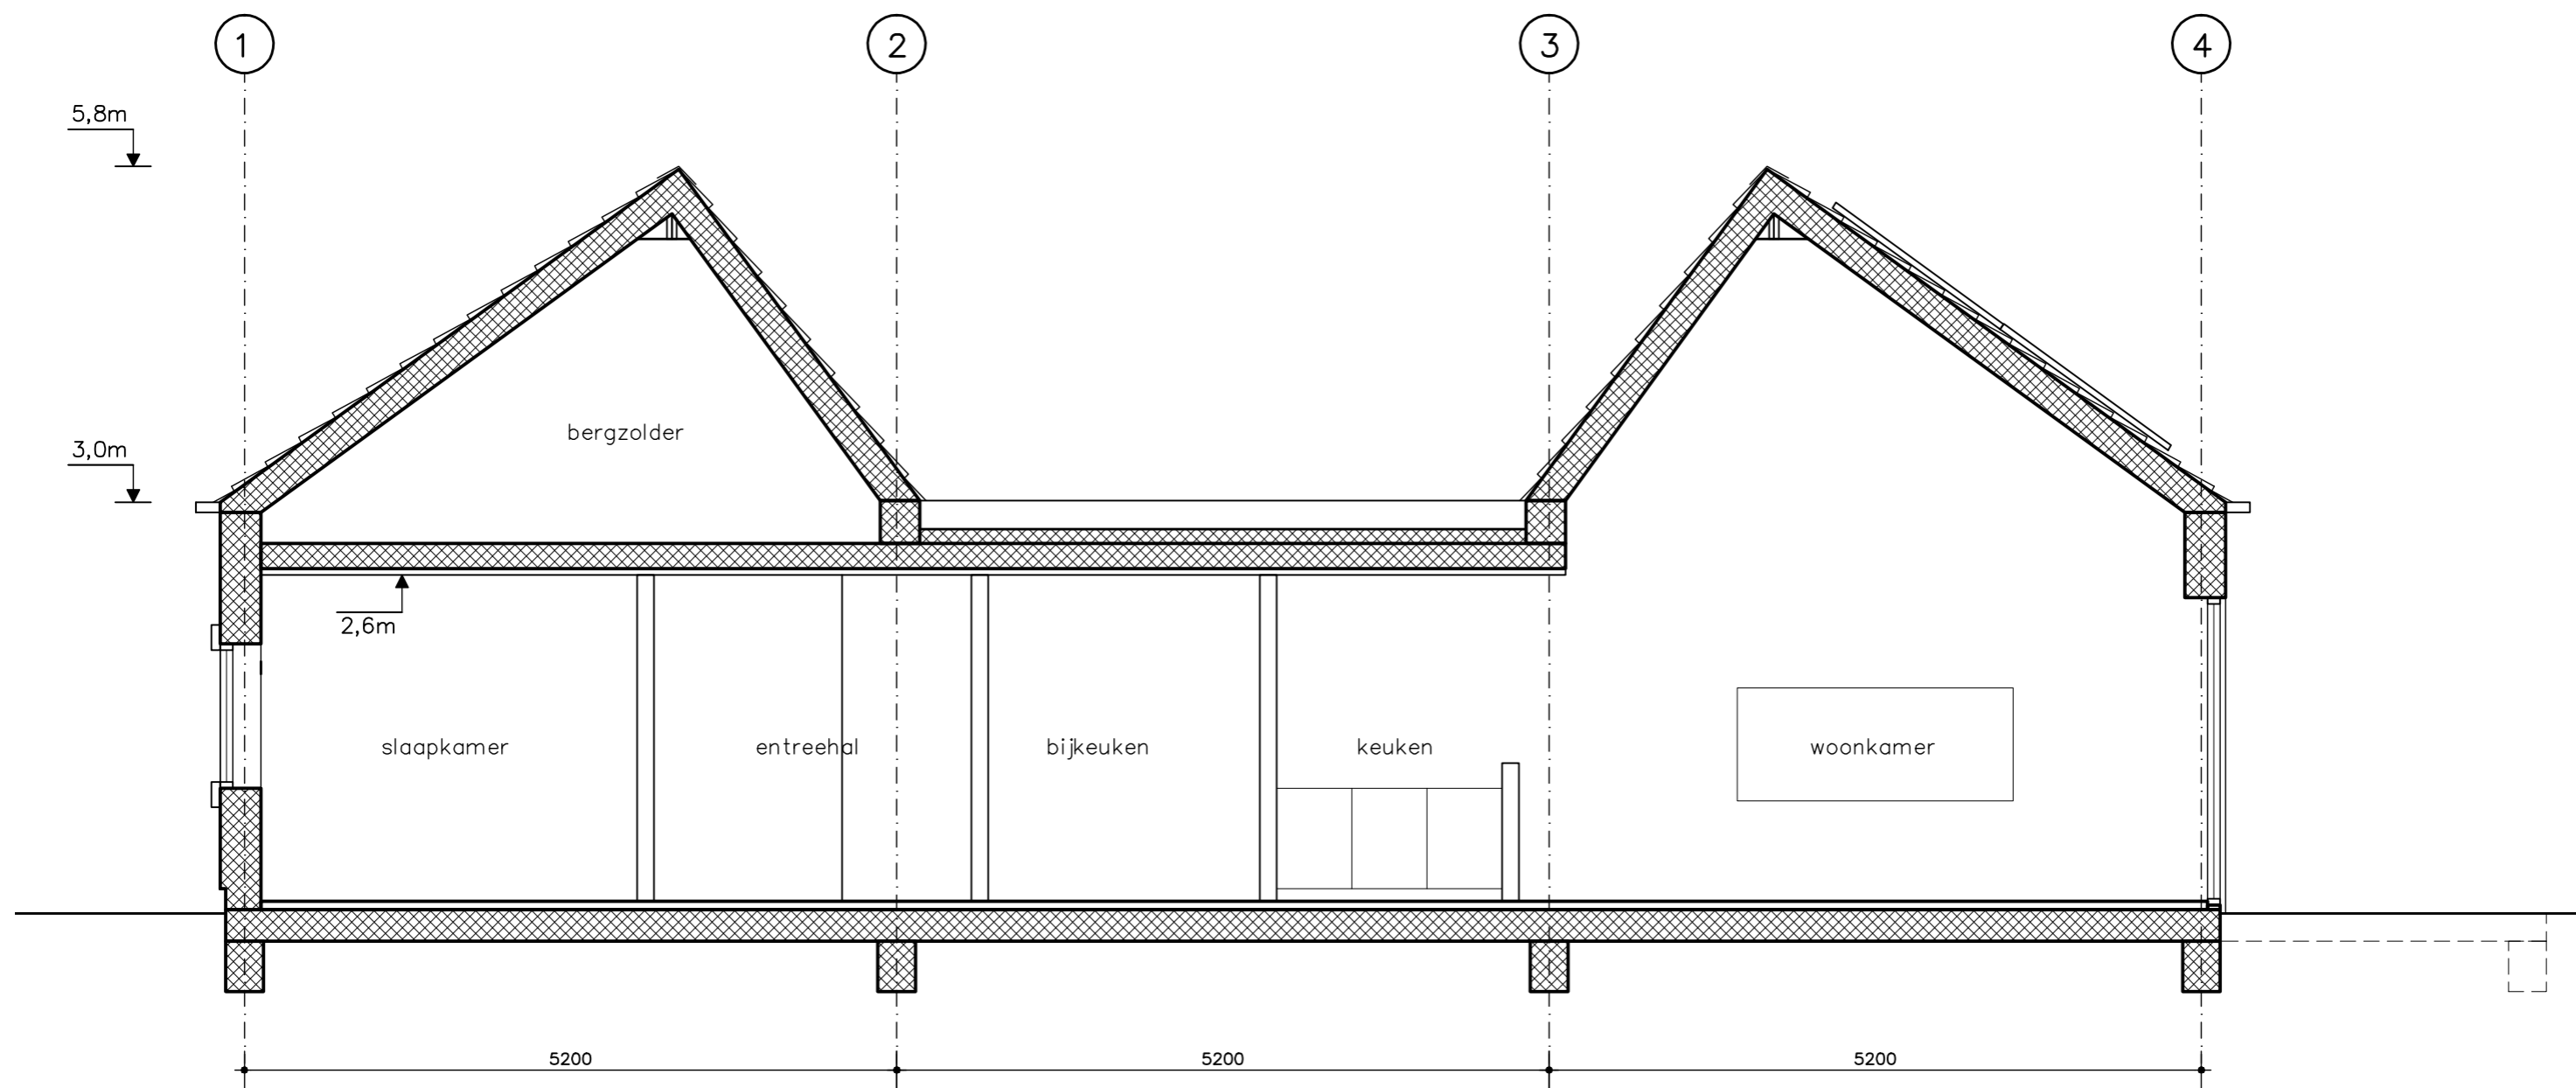 1 2 3 4
5,8m
bergzolder
3,0m
2,6m
slaapkamer entreehal bijkeuken keuken woonkamer
5200 5200 5200